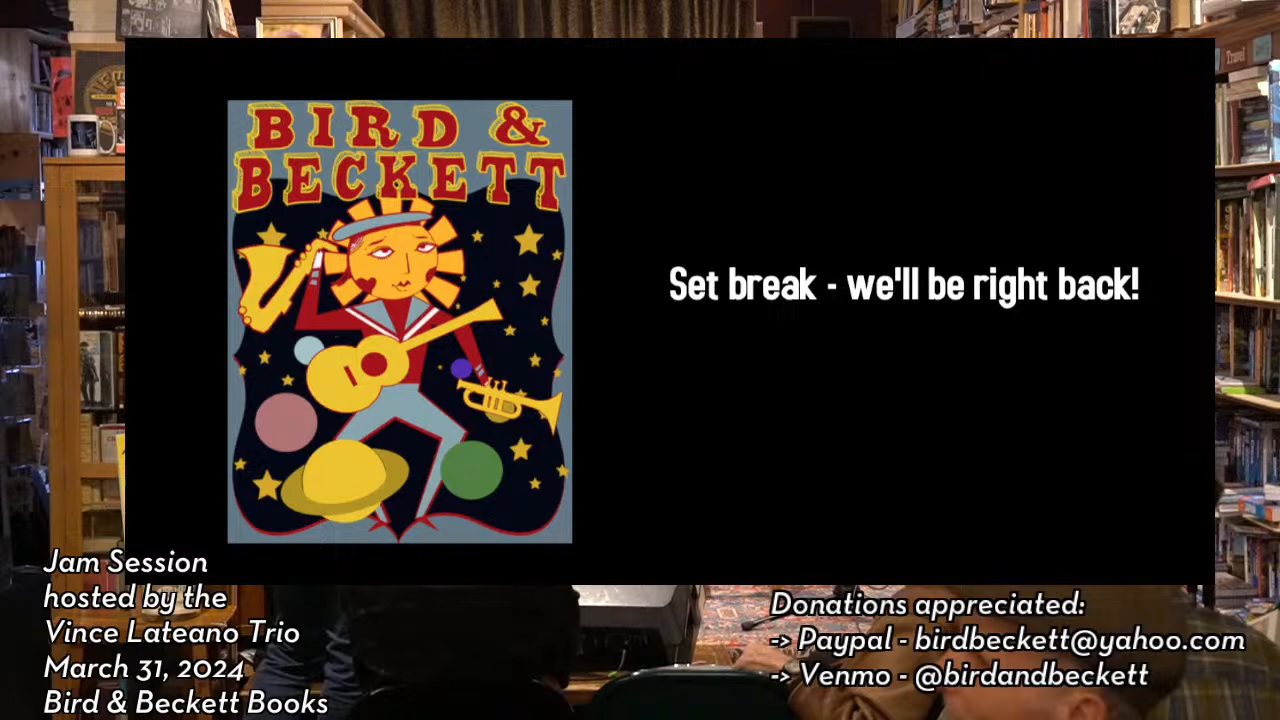 BIRD &
BECKETT
Set break - we'll be right back!
Travel
Jam Session
hosted by the
Vince Lateano Trio
March 31, 2024
Bird & Beckett Books
Donations appreciated:
-> Paypal - birdbeckett@yahoo.com
-> Venmo - @birdandbeckett